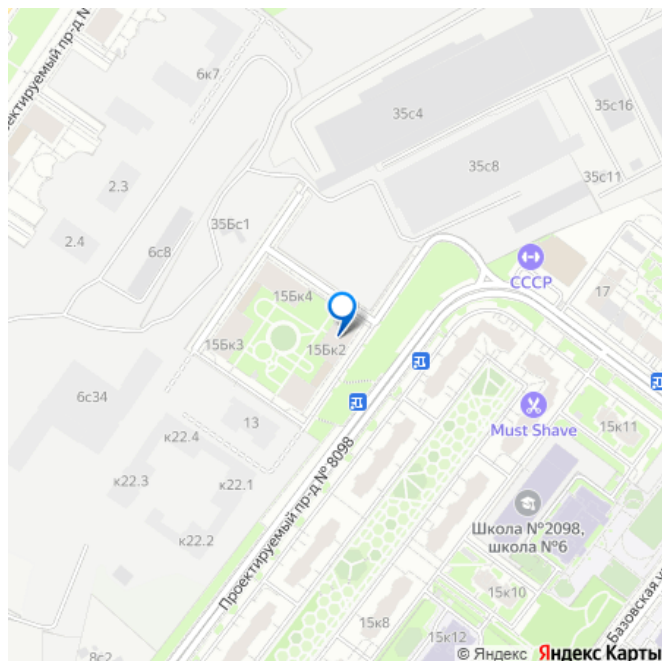 ектируемый пр-д №
6к7
35с4
35с16
35с8
35с11
2.3
2.4
6с8
35Бс1
СССР
17
15Бк4
15Бк3
15Бк2
6с34
13
Must Shave
15к11
к22.4
к22.3
к22.1
к22.2
Проектируемый пр-д № 8098
Школа №2098,
школа №6
15к10
15к8
15к12
Базовская у
8с2
© Яндекс Яндекс Карты